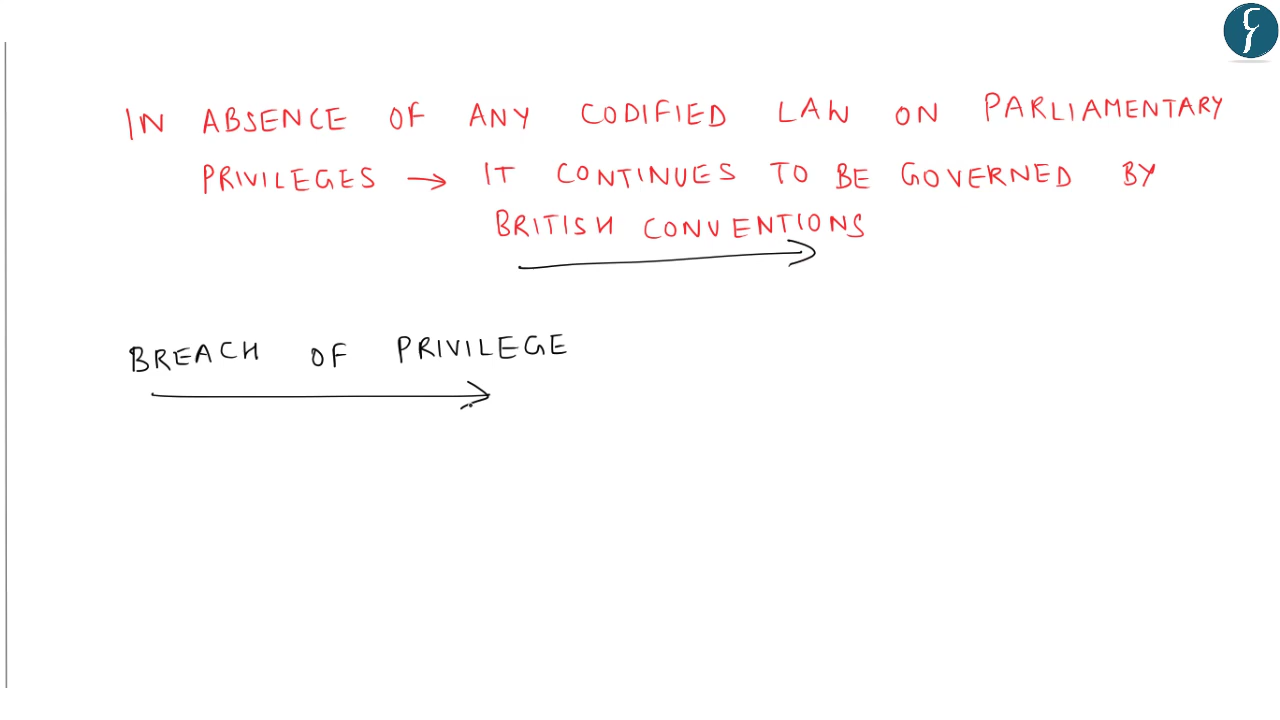 IN ABSENCE OF ANY CODIFIED LAW ON PARLIAMENTARY
PRIVILEGES → IT CONTINUES TO BE GOVERNED BY
BRITISH CONVENTIONS
BREACH OF PRIVILEGE